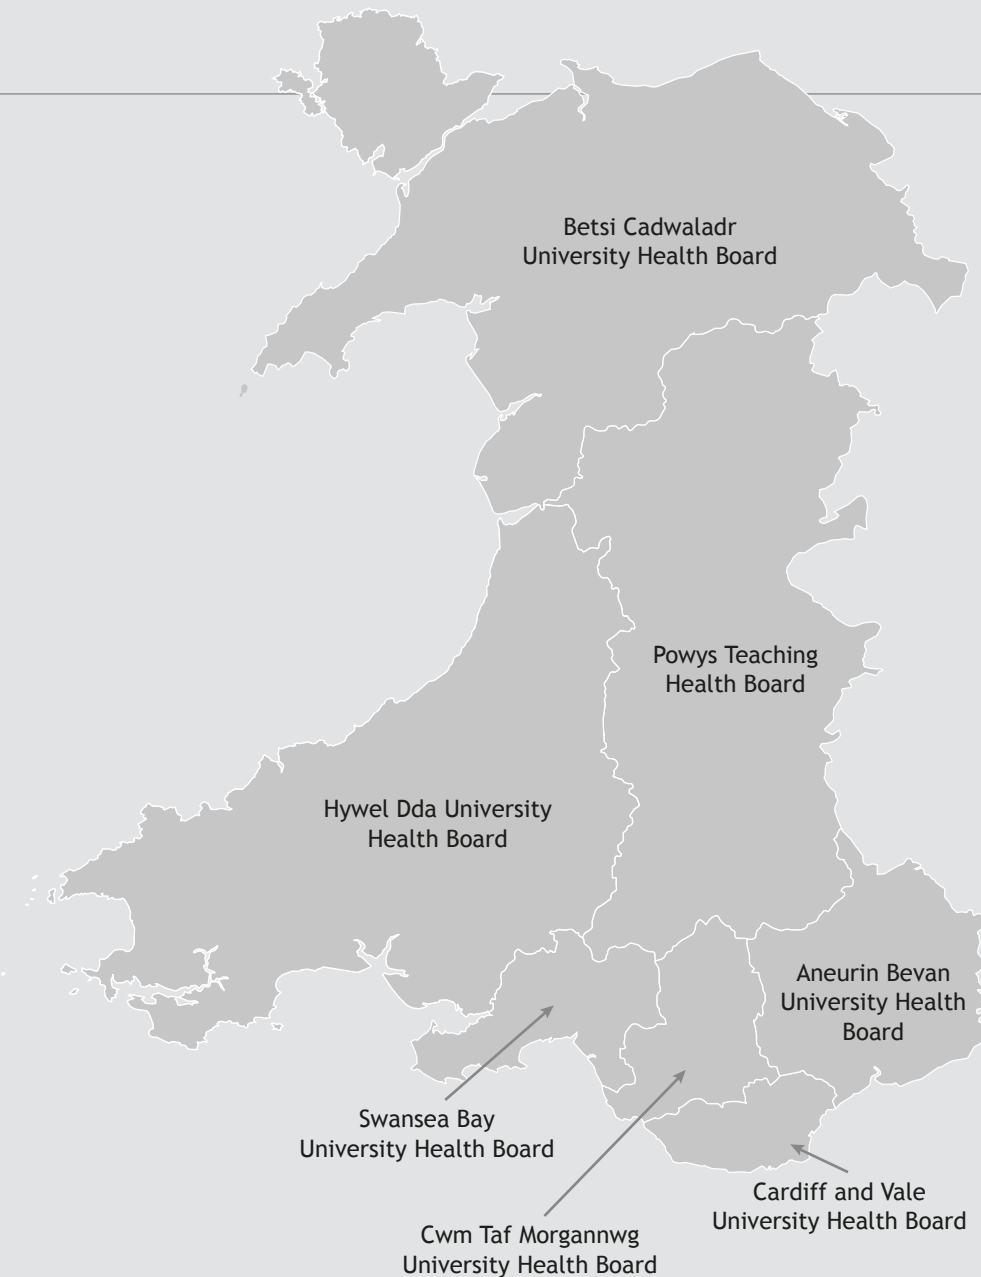 Betsi Cadwaladr
University Health Board
Powys Teaching
Health Board
Hywel Dda University
Health Board
Aneurin Bevan
University Health
Board
Swansea Bay
University Health Board
Cardiff and Vale
University Health Board
Cwm Taf Morgannwg
University Health Board